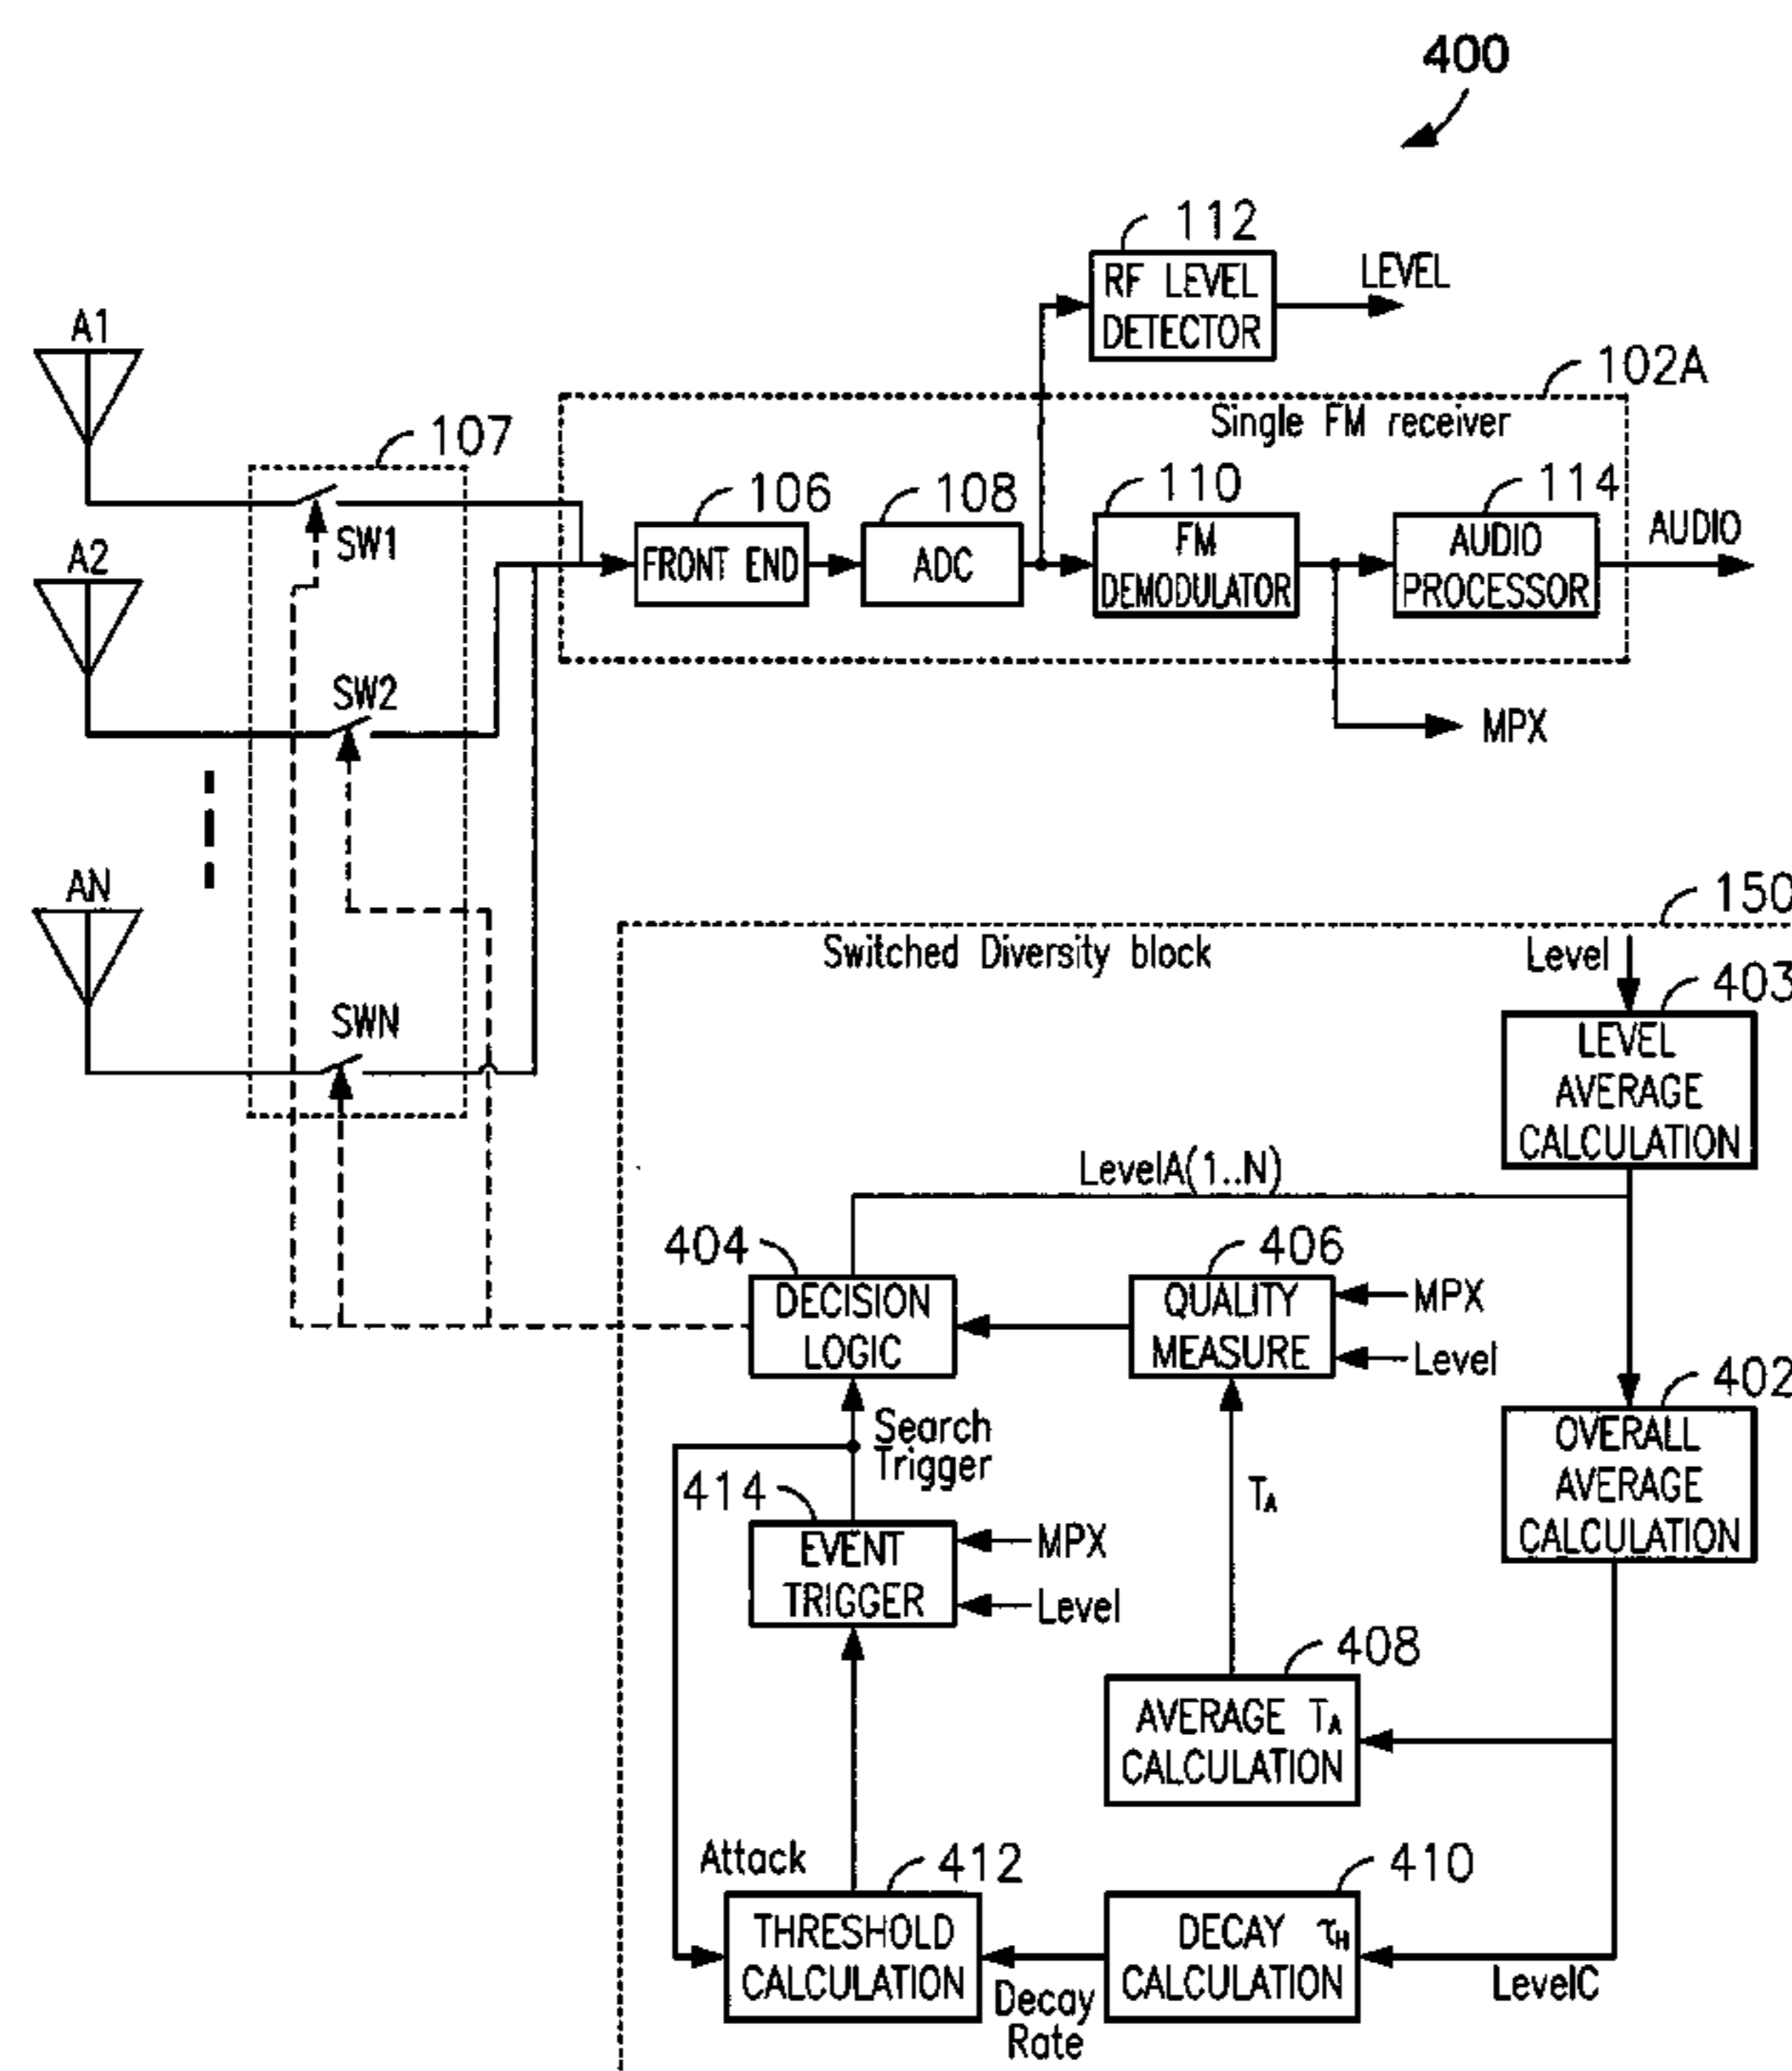 400
112
RF LEVEL
DETECTOR
LEVEL
A1
102A
Single FM receiver
107
106
108
110
114
SW1
FRONT END
ADC
FM
DEMODULATOR
AUDIO
PROCESSOR
AUDIO
A2
SW2
MPX
AN
150
Switched Diversity block
Level
403
SWN
LEVEL
AVERAGE
CALCULATION
LevelA(1..N)
404
406
DECISION
LOGIC
QUALITY
MEASURE
MPX
Level
402
Search
Trigger
OVERALL
AVERAGE
CALCULATION
414
TA
EVENT
TRIGGER
MPX
Level
408
AVERAGE TA
CALCULATION
Attack
412
410
THRESHOLD
CALCULATION
DECAY τH
CALCULATION
Decay
Rate
LevelC